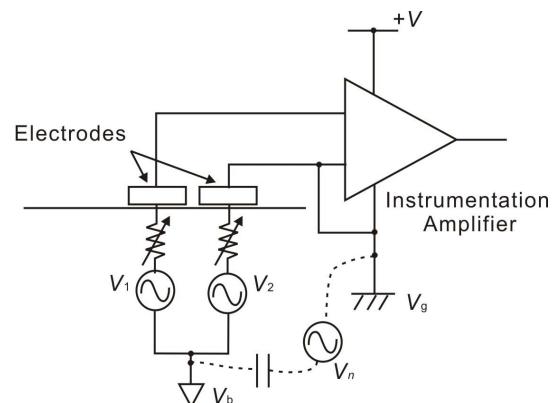 +V
Electrodes
Instrumentation
Amplifier
V1
V2
Vg
Vn
Vb